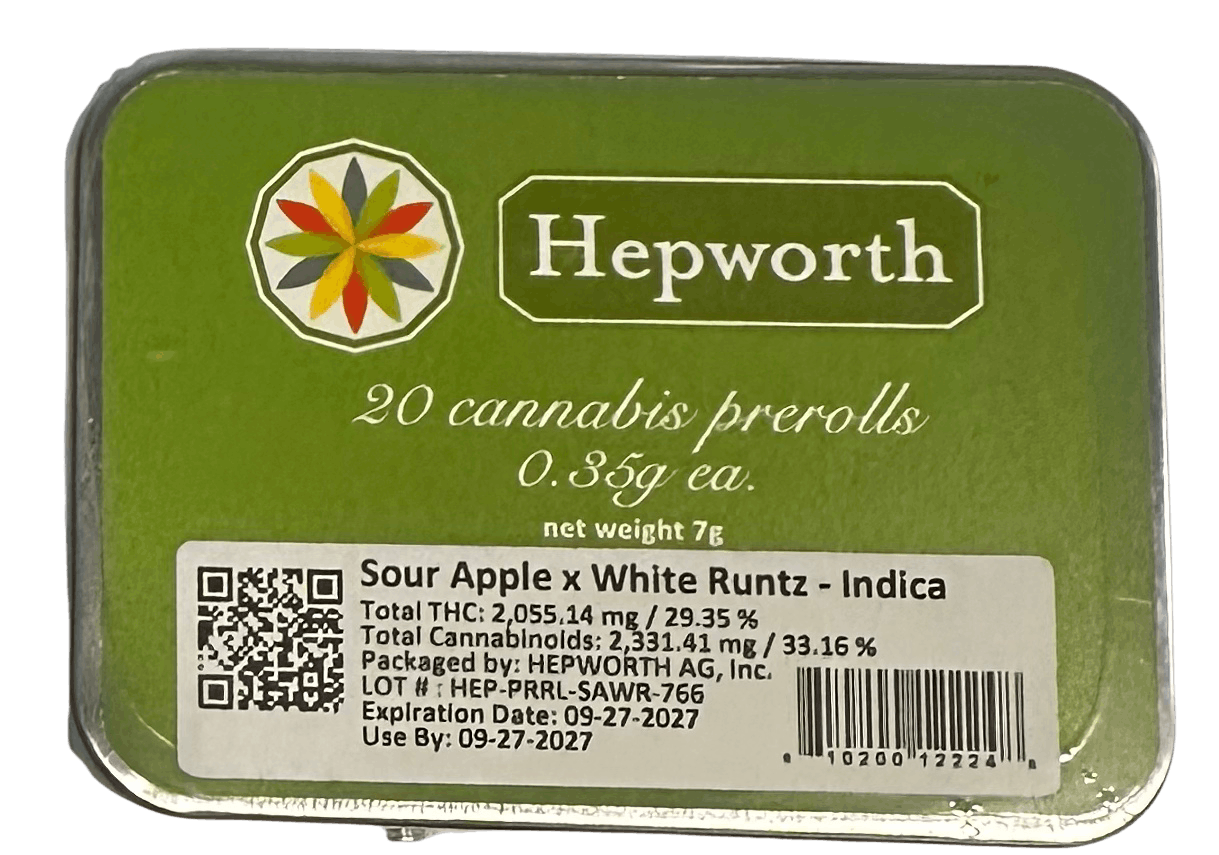 Hepworth
20 cannabis prerolls
0.35g ea.
net weight 7g
Sour Apple x White Runtz - Indica
Total THC: 2,055.14 mg / 29.35 %
Total Cannabinoids: 2,331.41 mg / 33.16 %
Packaged by: HEPWORTH AG, Inc.
LOT # : HEP-PRRL-SAWR-766
Expiration Date: 09-27-2027
Use By: 09-27-2027
10200 12224